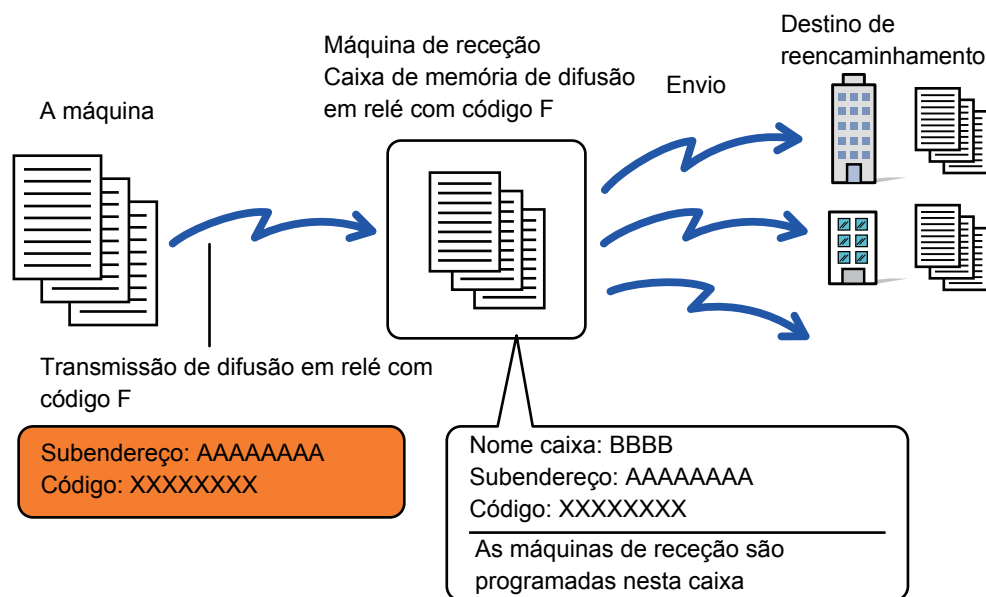 A máquina
Máquina de receção
Caixa de memória de difusão
em relé com código F
Envio
Destino de
reencaminhamento
Transmissão de difusão em relé com
código F
Subendereço: AAAAAAAA
Código: XXXXXXXX
Nome caixa: BBBB
Subendereço: AAAAAAAA
Código: XXXXXXXX
As máquinas de receção são
programadas nesta caixa